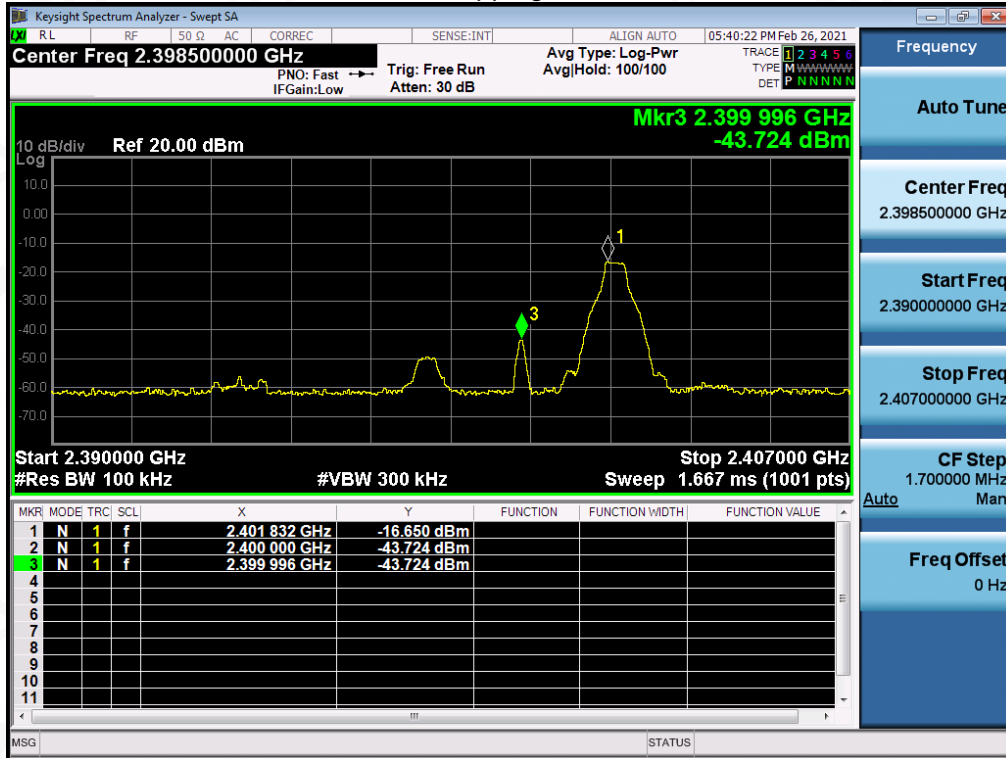 Keysight Spectrum Analyzer - Swept SA
LXI RL RF 50 Ω AC CORREC SENSE:INT ALIGN AUTO 05:40:22 PM Feb 26, 2021
Center Freq 2.398500000 GHz
PNO: Fast
IFGain:Low
Trig: Free Run
Atten: 30 dB
Avg Type: Log-Pwr
Avg|Hold: 100/100
TRACE 1 2 3 4 5 6
TYPE M WWWWW
DET P N N N N N
Mkr3 2.399 996 GHz
-43.724 dBm
10 dB/div Ref 20.00 dBm
Log
10.0
0.00
-10.0
-20.0
-30.0
-40.0
-50.0
-60.0
-70.0
1
3
Start 2.390000 GHz Stop 2.407000 GHz
#Res BW 100 kHz #VBW 300 kHz Sweep 1.667 ms (1001 pts)
MKR MODE TRC SCL X Y FUNCTION FUNCTION WIDTH FUNCTION VALUE
1 N 1 f 2.401 832 GHz -16.650 dBm
2 N 1 f 2.400 000 GHz -43.724 dBm
3 N 1 f 2.399 996 GHz -43.724 dBm
4
5
6
7
8
9
10
11
MSG STATUS
Frequency
Auto Tune
Center Freq
2.398500000 GHz
Start Freq
2.390000000 GHz
Stop Freq
2.407000000 GHz
CF Step
1.700000 MHz
Auto Man
Freq Offset
0 Hz